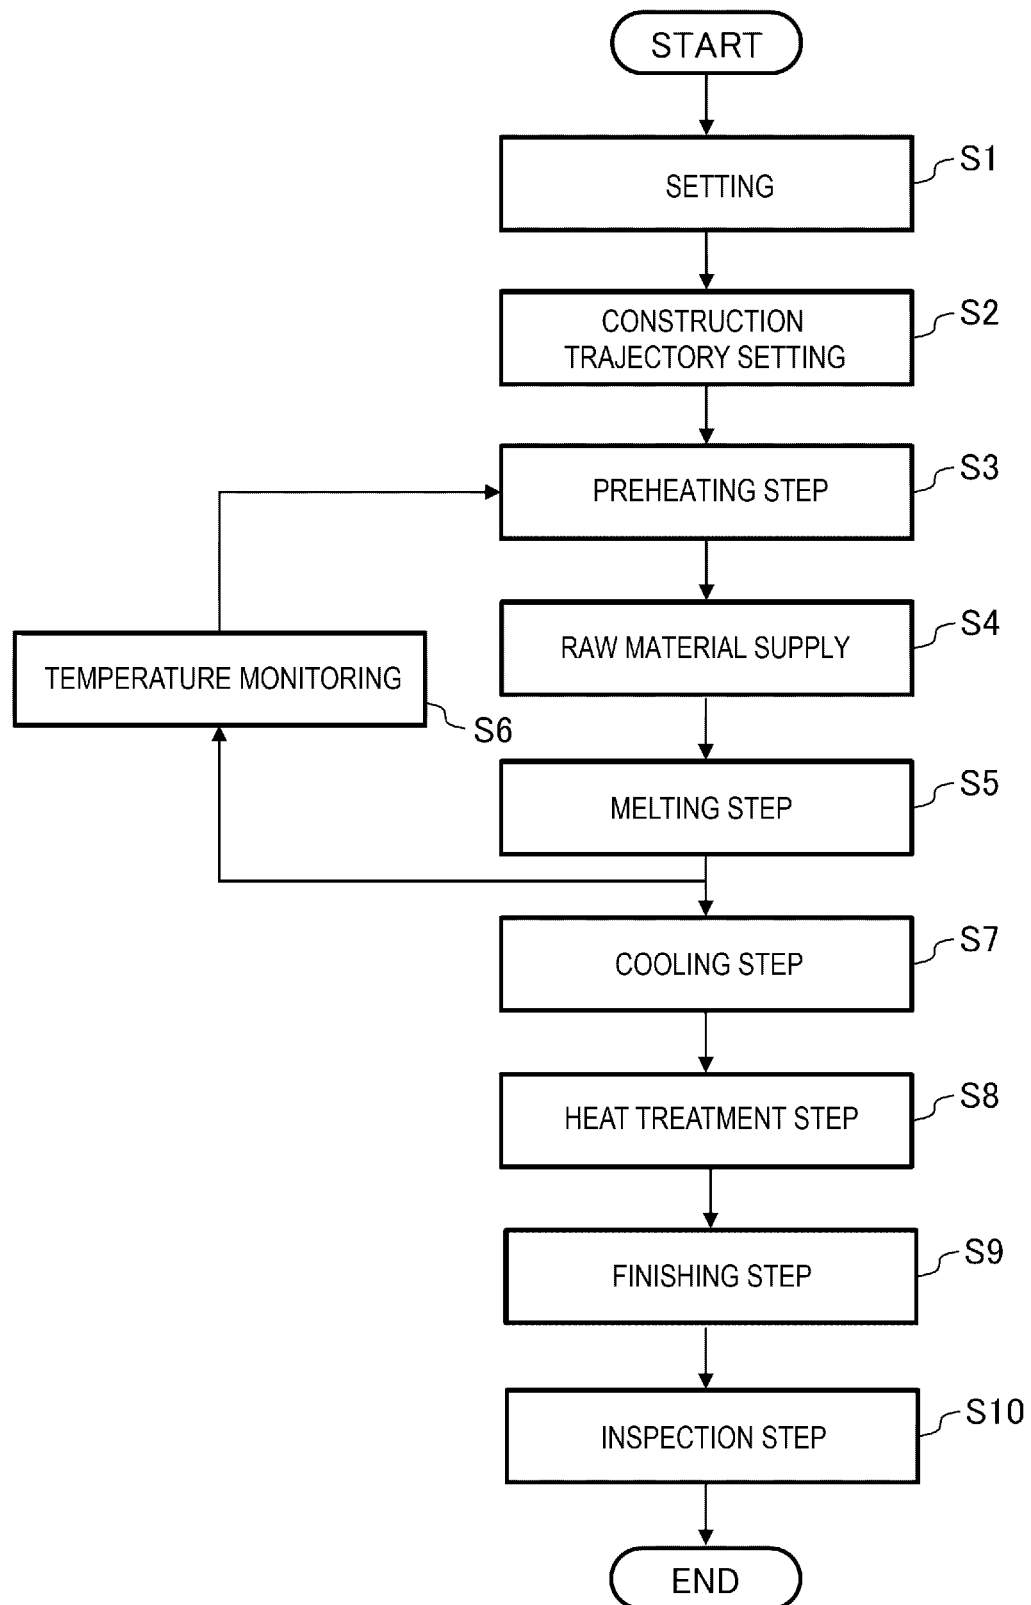 START
SETTING
S1
CONSTRUCTION
TRAJECTORY SETTING
S2
PREHEATING STEP
S3
RAW MATERIAL SUPPLY
S4
TEMPERATURE MONITORING
S6
MELTING STEP
S5
COOLING STEP
S7
HEAT TREATMENT STEP
S8
FINISHING STEP
S9
INSPECTION STEP
S10
END